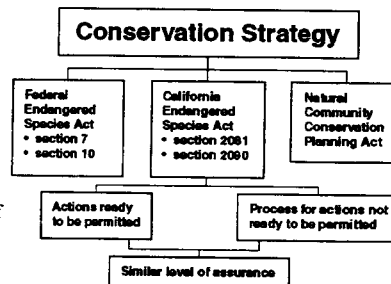 Conservation Strategy
Federal
Endangered
Species Act
• section 7
• section 10
California
Endangered
Species Act
• section 2081
• section 2090
Natural
Community
Conservation
Planning Act
Actions ready
to be permitted
Process for actions not
ready to be permitted
Similar level of assurance